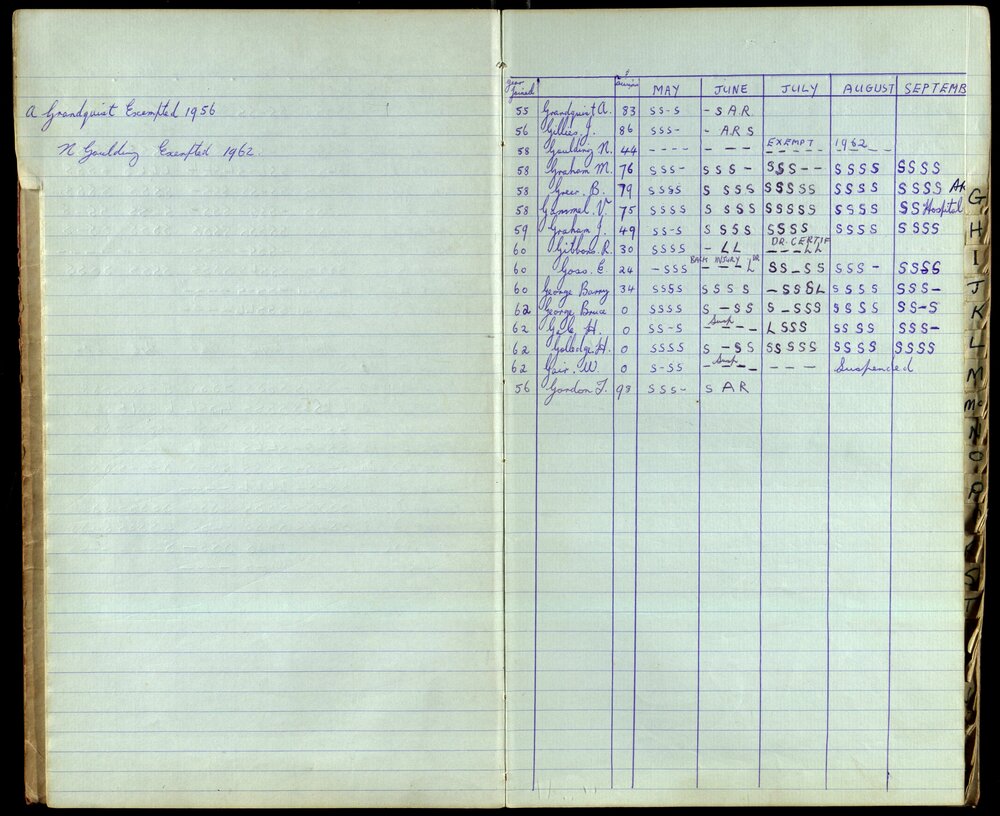 A Grandquist Exempted 1956
N Goulding Exempted 1962.
Year Joined MAY JUNE JULY AUGUST SEPTEMB
55 Grandquist A. 83 SS-S -SAR
56 Gillies. J. 86 SSS- -ARS
EXEMPT 1962
58 Goulding N. 44 ---- --- ---- ---
58 Graham M. 76 SSS- SSS- SSS-- SSSS SSSS
58 Greer. B. 79 SSSS S SSS SSSSS SSSS SSSS
58 Gammel. V. 75 SSSS S SSS SSSSS SSSS SS Hospital
59 Graham J. 49 SS-S SSSS SSSS SSSS SSSS
DR. CERTIF
60 Gibbons. R. 30 SSSS -LL ---LL
BACK INJURY DR
60 Goss. E 24 -SSS ---L SS-SS SSS- SSSS
60 George Barry 34 SSSS SSSS -SSSL SSSS SSS-
62 George Bruce 0 SSSS S-SS S-SSS SSSS SS-S
Susp
62 H. 0 SS-S ---- LSSS SSSS SSS-
62 Golledge. H. 0 SSSS S-SS SSSSS SSSS SSSS
Susp
62 Gair. W. 0 S-SS ---- --- Suspended
56 Gordon T. 93 SSS- SAR
G
H
I
J
K
L
M
Mc
N
O
P
S
T